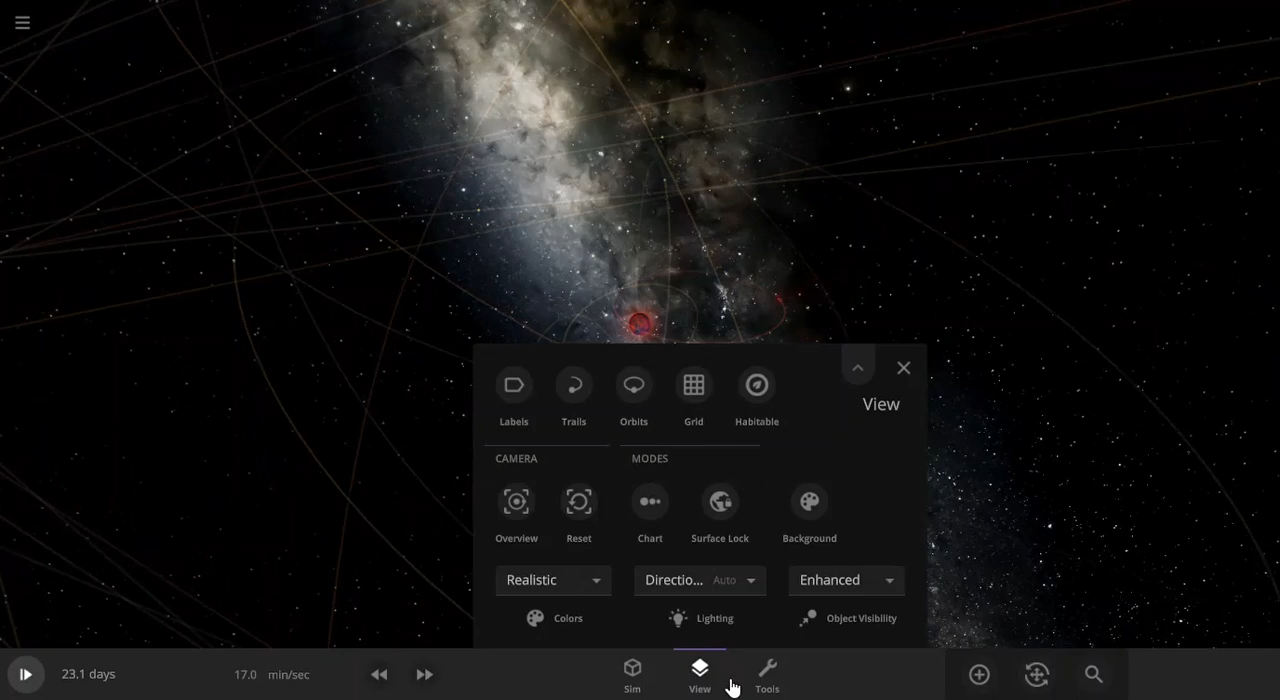 Labels Trails Orbits Grid Habitable
View
CAMERA MODES
Overview Reset Chart Surface Lock Background
Realistic Directio... Auto Enhanced
Colors Lighting Object Visibility
23.1 days 17.0 min/sec Sim View Tools